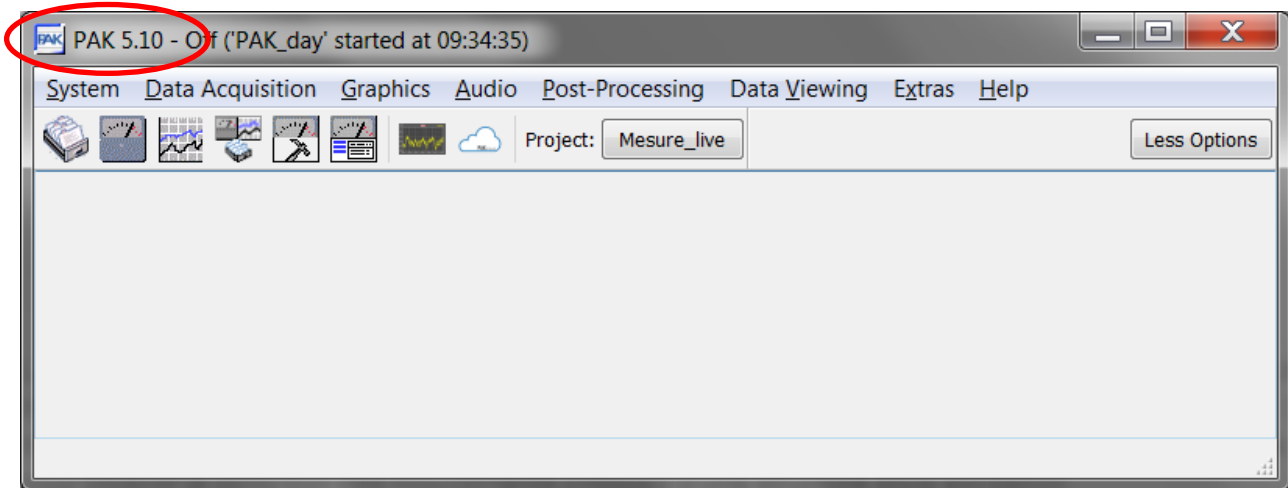 PAK PAK 5.10 - Off ('PAK_day' started at 09:34:35)
System Data Acquisition Graphics Audio Post-Processing Data Viewing Extras Help
Project: Mesure_live Less Options